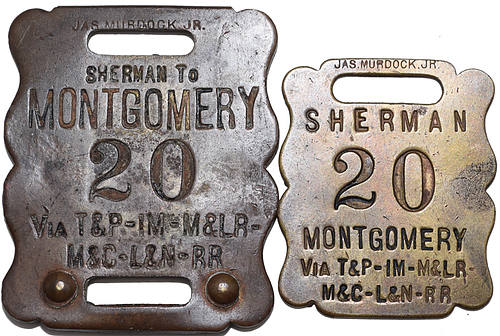 JAS. MURDOCK, JR.
SHERMAN TO
MONTGOMERY
20
VIA T&P-IM-M&LR-
M&C-L&N-RR
JAS. MURDOCK. JR.
SHERMAN
20
MONTGOMERY
VIA T&P-IM-M&LR-
M&C-L&N-RR